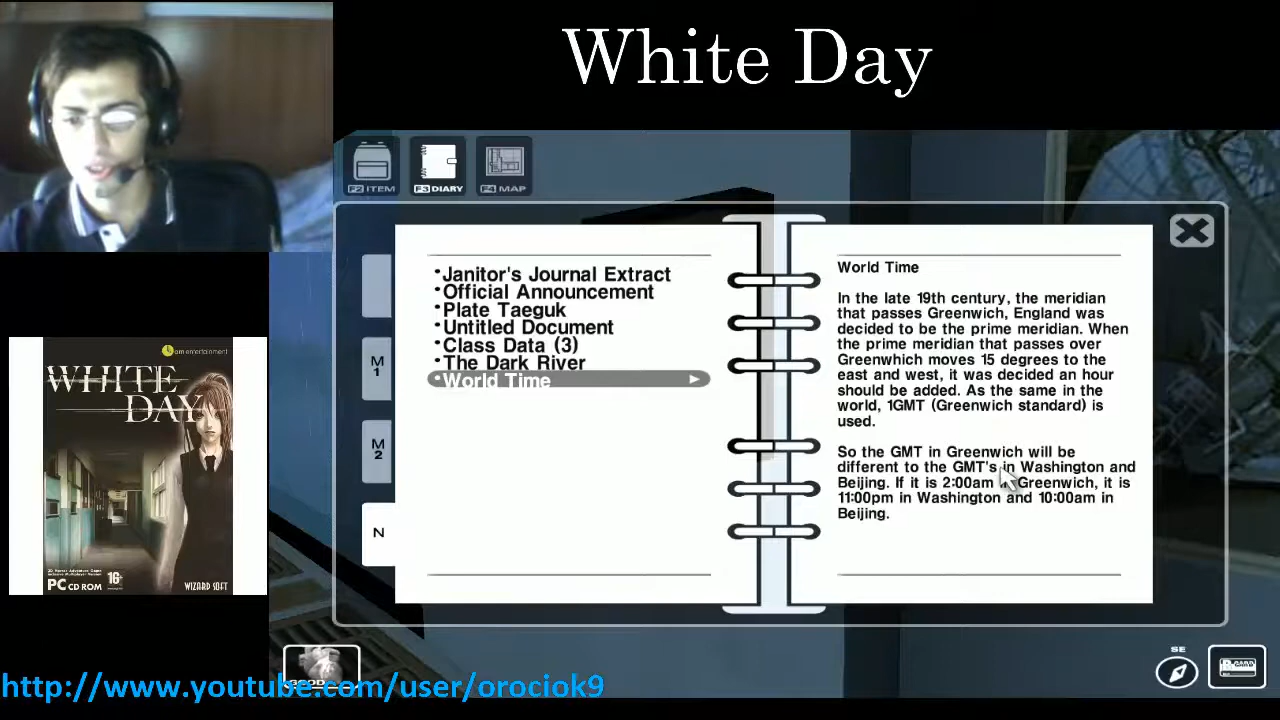 White Day
F2 ITEM
F3 DIARY
F4 MAP
Janitor's Journal Extract
Official Announcement
Plate Taeguk
Untitled Document
Class Data (3)
The Dark River
World Time
M
1
M
2
N
World Time
In the late 19th century, the meridian
that passes Greenwich, England was
decided to be the prime meridian. When
the prime meridian that passes over
Greenwhich moves 15 degrees to the
east and west, it was decided an hour
should be added. As the same in the
world, 1GMT (Greenwich standard) is
used.
So the GMT in Greenwich will be
different to the GMT's in Washington and
Beijing. If it is 2:00am Greenwich, it is
11:00pm in Washington and 10:00am in
Beijing.
am entertainment
WHITE
DAY
16+
PC CD ROM
WIZARD SOFT
SE
http://www.youtube.com/user/orociok9